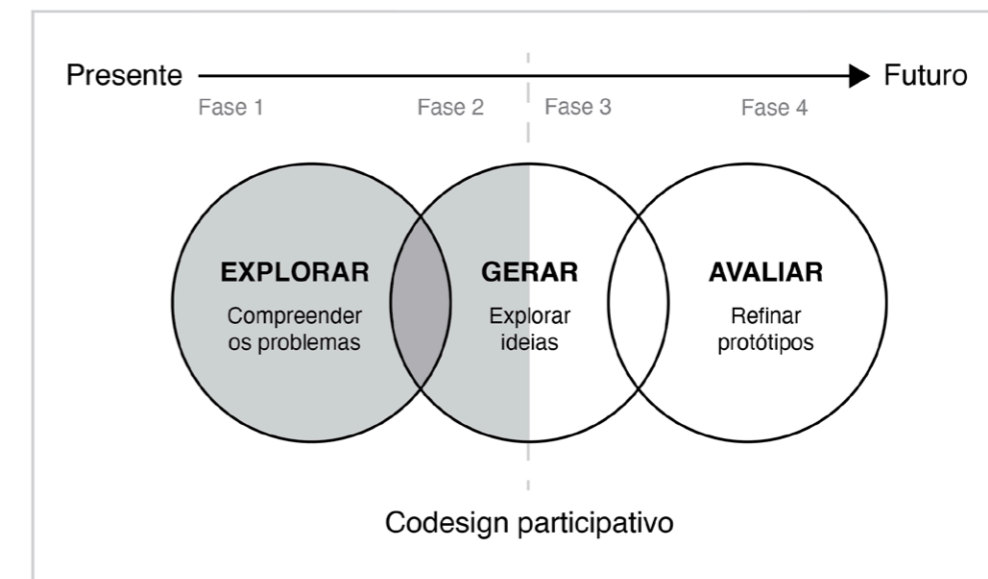 Presente
Futuro
Fase 1
Fase 2
Fase 3
Fase 4
EXPLORAR
Compreender
os problemas
GERAR
Explorar
ideias
AVALIAR
Refinar
protótipos
Codesign participativo